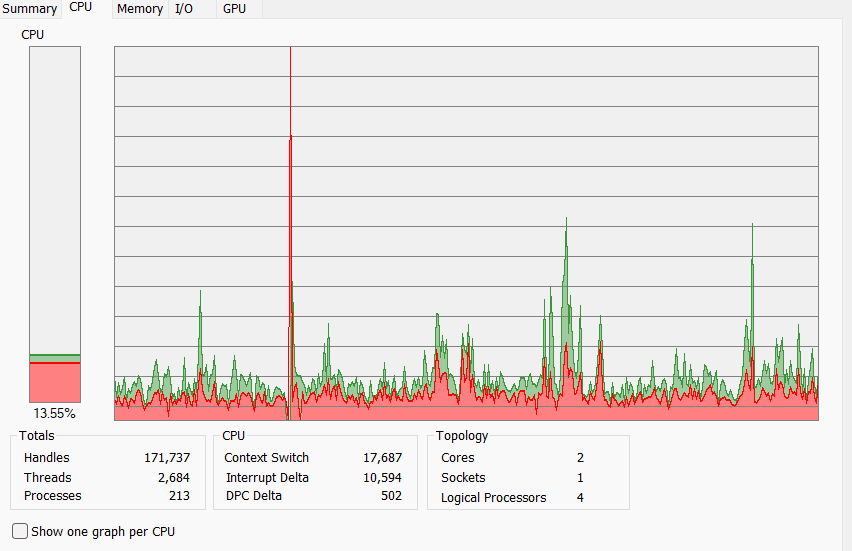 Summary CPU Memory I/O GPU
CPU
13.55%
Totals
Handles 171,737
Threads 2,684
Processes 213
CPU
Context Switch 17,687
Interrupt Delta 10,594
DPC Delta 502
Topology
Cores 2
Sockets 1
Logical Processors 4
Show one graph per CPU